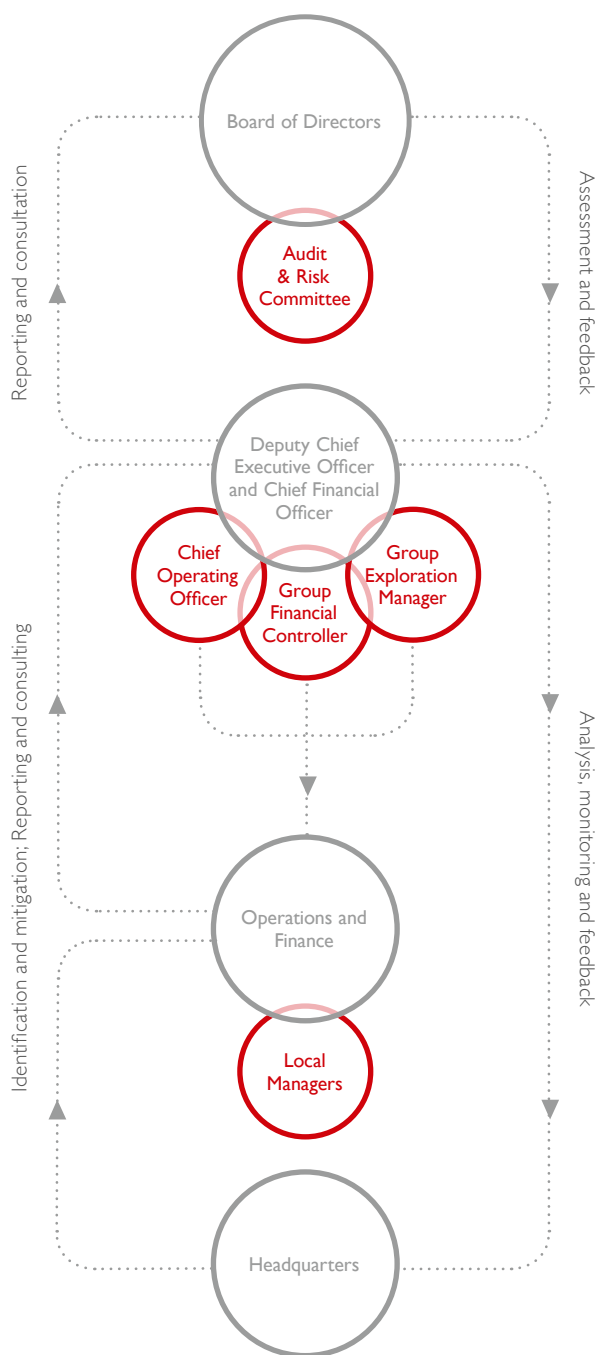 Board of Directors
Reporting and consultation
Assessment and feedback
Audit
& Risk
Committee
Deputy Chief
Executive Officer
and Chief Financial
Officer
Chief
Operating
Officer
Group
Financial
Controller
Group
Exploration
Manager
Identification and mitigation; Reporting and consulting
Analysis, monitoring and feedback
Operations and
Finance
Local
Managers
Headquarters